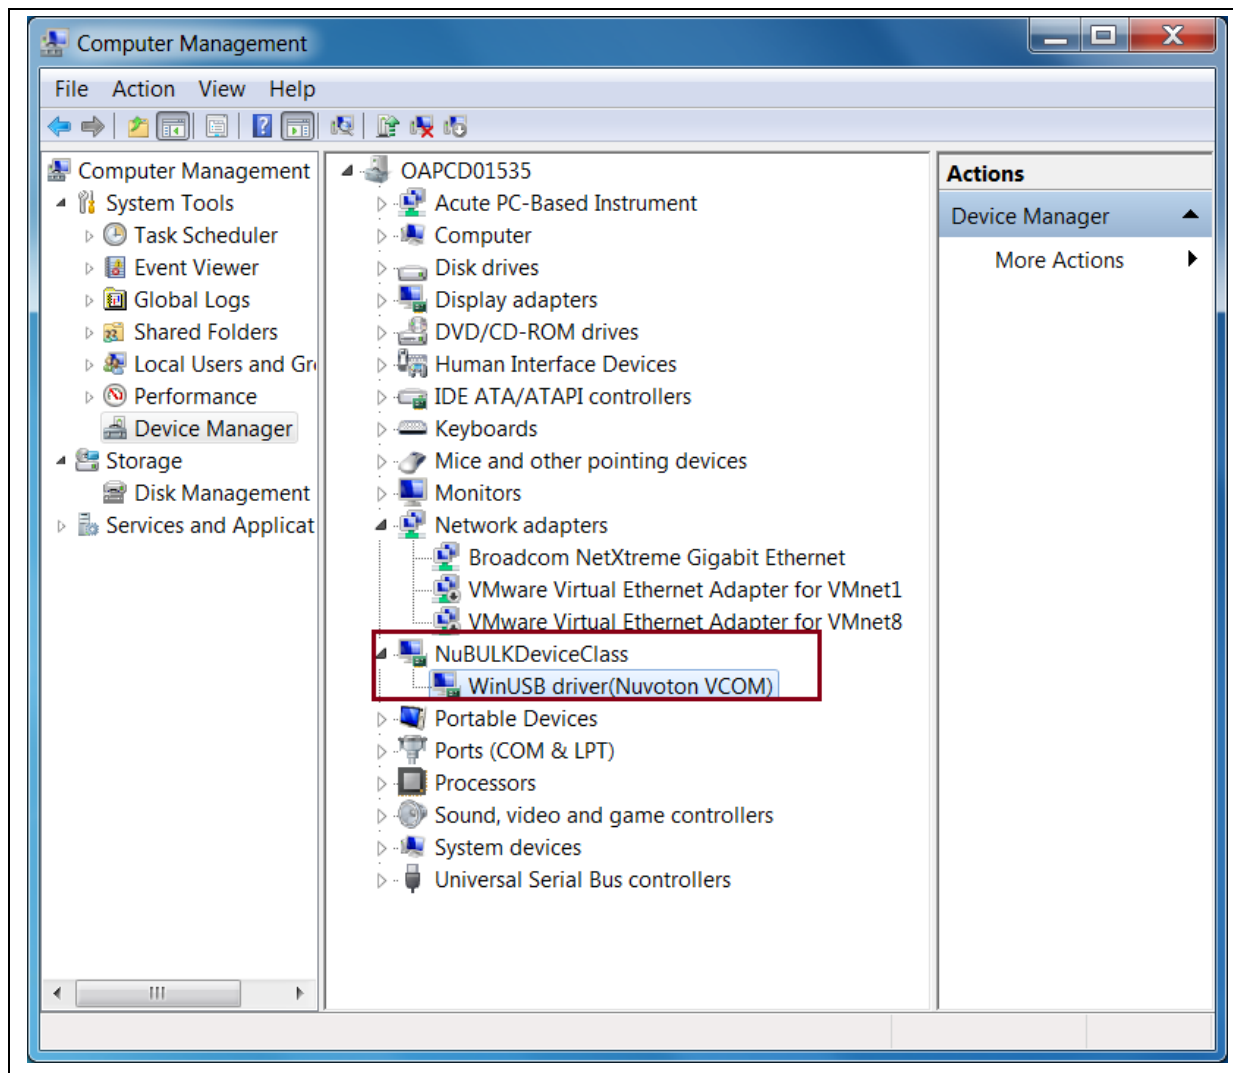 Computer Management
File Action View Help
Computer Management
System Tools
Task Scheduler
Event Viewer
Global Logs
Shared Folders
Local Users and Gr
Performance
Device Manager
Storage
Disk Management
Services and Applicat
OAPCD01535
Acute PC-Based Instrument
Computer
Disk drives
Display adapters
DVD/CD-ROM drives
Human Interface Devices
IDE ATA/ATAPI controllers
Keyboards
Mice and other pointing devices
Monitors
Network adapters
Broadcom NetXtreme Gigabit Ethernet
VMware Virtual Ethernet Adapter for VMnet1
VMware Virtual Ethernet Adapter for VMnet8
NuBULKDeviceClass
WinUSB driver(Nuvoton VCOM)
Portable Devices
Ports (COM & LPT)
Processors
Sound, video and game controllers
System devices
Universal Serial Bus controllers
Actions
Device Manager
More Actions